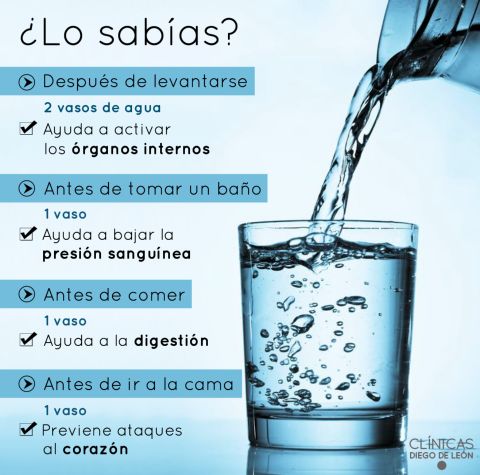 ¿Lo sabías?
Después de levantarse
2 vasos de agua
Ayuda a activar
los órganos internos
Antes de tomar un baño
1 vaso
Ayuda a bajar la
presión sanguínea
Antes de comer
1 vaso
Ayuda a la digestión
Antes de ir a la cama
1 vaso
Previene ataques
al corazón
CLÍNICAS
DIEGO DE LEÓN